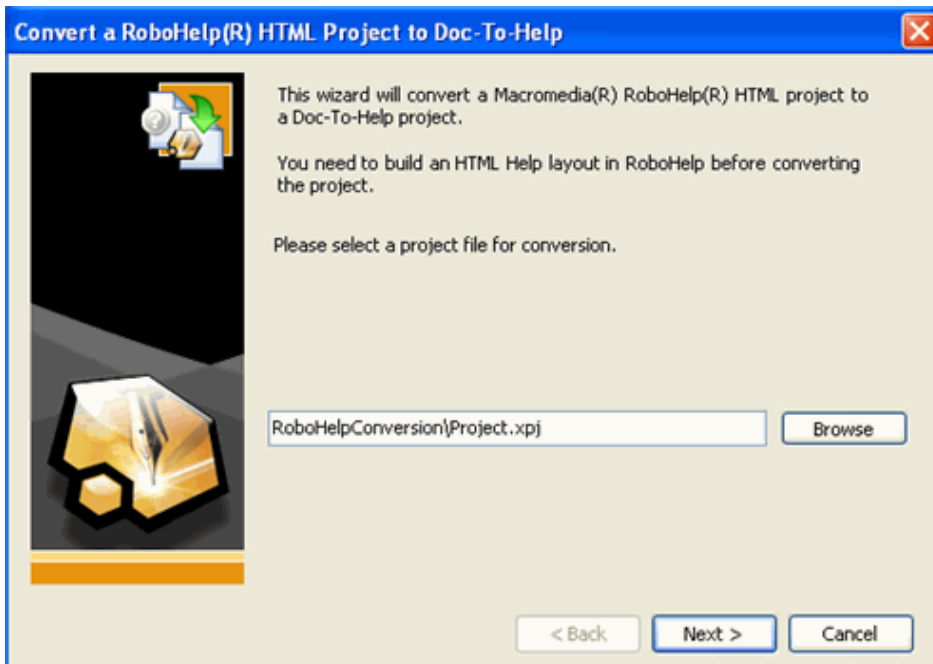 Convert a RoboHelp(R) HTML Project to Doc-To-Help
This wizard will convert a Macromedia(R) RoboHelp(R) HTML project to
a Doc-To-Help project.
You need to build an HTML Help layout in RoboHelp before converting
the project.
Please select a project file for conversion.
RoboHelpConversion\Project.xpj
Browse
< Back
Next >
Cancel